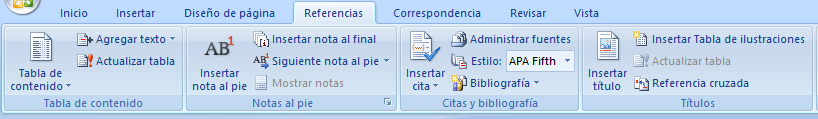 Inicio Insertar Diseño de página Referencias Correspondencia Revisar Vista
Tabla de contenido
Agregar texto
Actualizar tabla
Tabla de contenido
AB¹
Insertar nota al pie
Insertar nota al final
AB¹ Siguiente nota al pie
Mostrar notas
Notas al pie
Insertar cita
Administrar fuentes
Estilo: APA Fifth
Bibliografía
Citas y bibliografía
Insertar título
Insertar Tabla de ilustraciones
Actualizar tabla
Referencia cruzada
Títulos